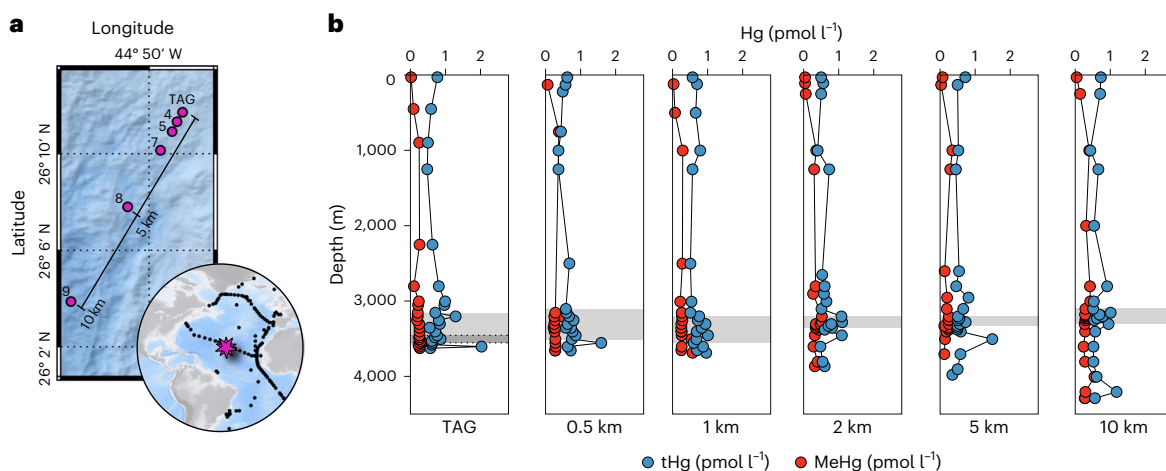 a
Longitude
44° 50′ W
Latitude
26° 10′ N
26° 6′ N
26° 2′ N
TAG
4
5
7
8
9
5 km
10 km
b
Hg (pmol l⁻¹)
0 1 2 0 1 2 0 1 2 0 1 2 0 1 2 0 1 2
Depth (m)
0
1,000
2,000
3,000
4,000
TAG 0.5 km 1 km 2 km 5 km 10 km
tHg (pmol l⁻¹) MeHg (pmol l⁻¹)